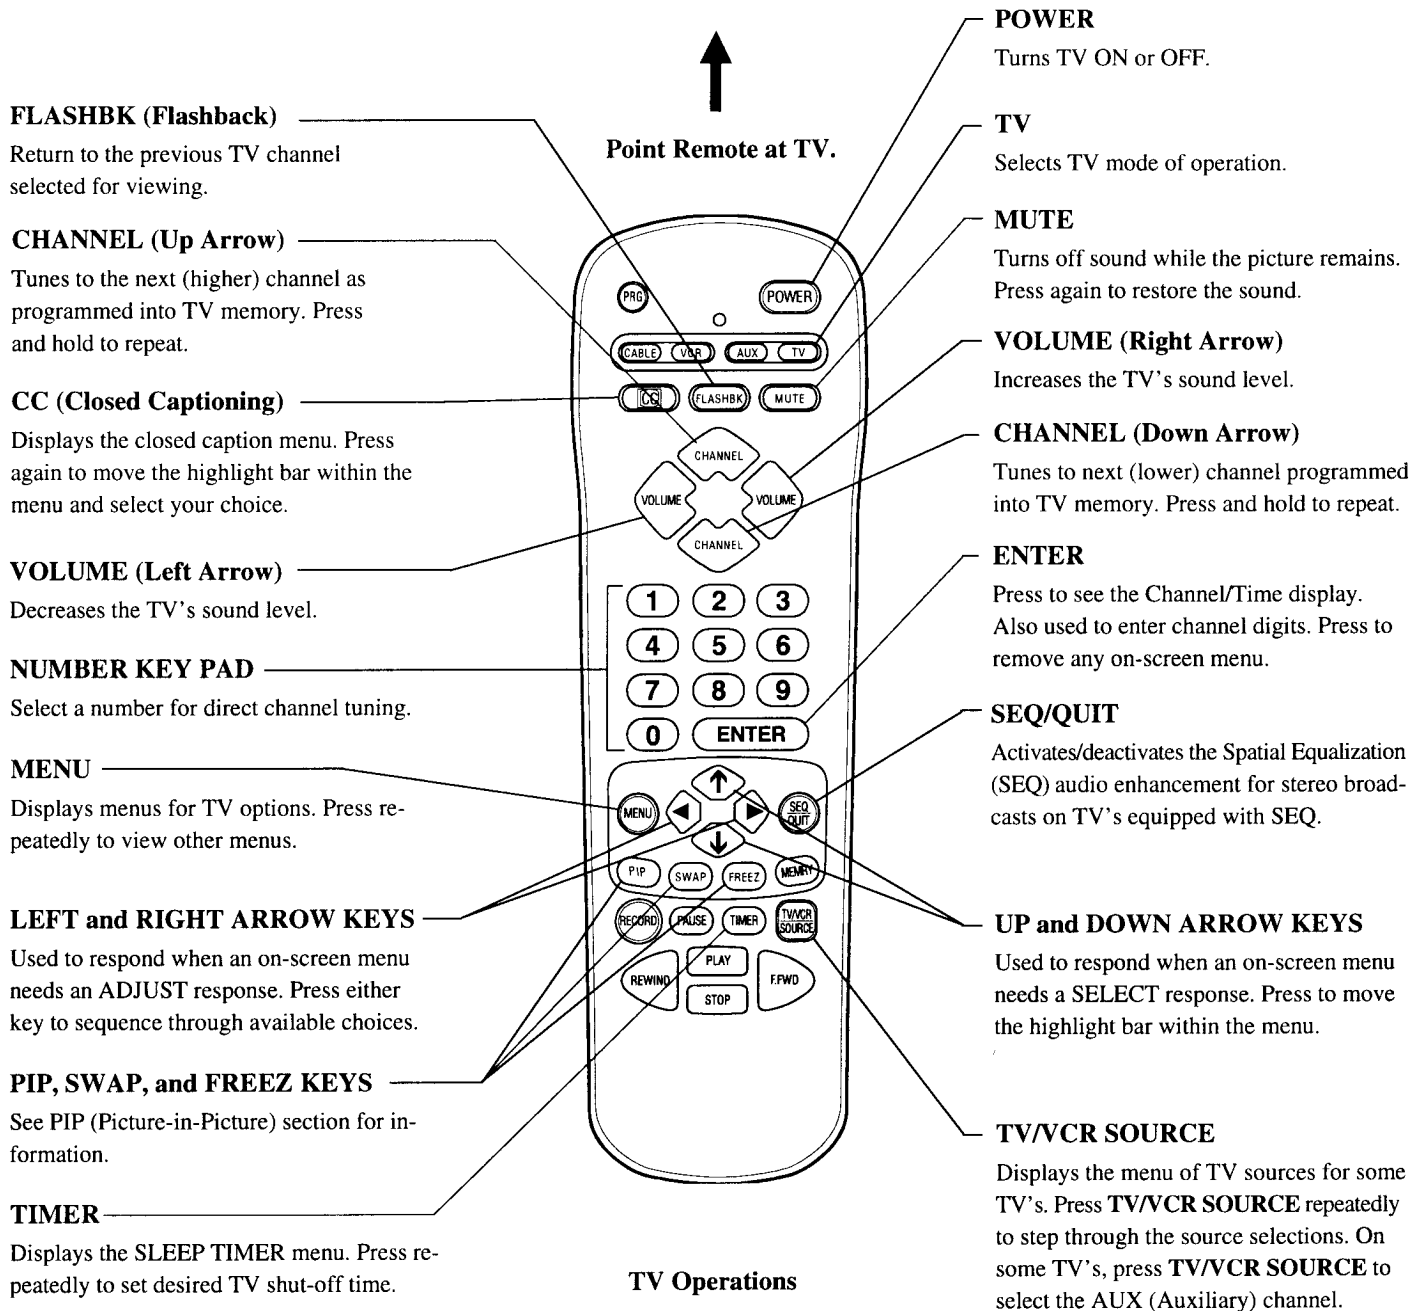 FLASHBK (Flashback)
Return to the previous TV channel
selected for viewing.
CHANNEL (Up Arrow)
Tunes to the next (higher) channel as
programmed into TV memory. Press
and hold to repeat.
CC (Closed Captioning)
Displays the closed caption menu. Press
again to move the highlight bar within the
menu and select your choice.
VOLUME (Left Arrow)
Decreases the TV's sound level.
NUMBER KEY PAD
Select a number for direct channel tuning.
MENU
Displays menus for TV options. Press re-
peatedly to view other menus.
LEFT and RIGHT ARROW KEYS
Used to respond when an on-screen menu
needs an ADJUST response. Press either
key to sequence through available choices.
PIP, SWAP, and FREEZ KEYS
See PIP (Picture-in-Picture) section for in-
formation.
TIMER
Displays the SLEEP TIMER menu. Press re-
peatedly to set desired TV shut-off time.
Point Remote at TV.
PRG POWER
CABLE VCR AUX TV
CC FLASHBK MUTE
CHANNEL
VOLUME VOLUME
CHANNEL
1 2 3
4 5 6
7 8 9
0 ENTER
MENU SEQ
QUIT
PIP SWAP FREEZ MEMRY
RECORD PAUSE TIMER TV/VCR
SOURCE
PLAY
REWIND F.FWD
STOP
TV Operations
POWER
Turns TV ON or OFF.
TV
Selects TV mode of operation.
MUTE
Turns off sound while the picture remains.
Press again to restore the sound.
VOLUME (Right Arrow)
Increases the TV's sound level.
CHANNEL (Down Arrow)
Tunes to next (lower) channel programmed
into TV memory. Press and hold to repeat.
ENTER
Press to see the Channel/Time display.
Also used to enter channel digits. Press to
remove any on-screen menu.
SEQ/QUIT
Activates/deactivates the Spatial Equalization
(SEQ) audio enhancement for stereo broad-
casts on TV's equipped with SEQ.
UP and DOWN ARROW KEYS
Used to respond when an on-screen menu
needs a SELECT response. Press to move
the highlight bar within the menu.
TV/VCR SOURCE
Displays the menu of TV sources for some
TV's. Press TV/VCR SOURCE repeatedly
to step through the source selections. On
some TV's, press TV/VCR SOURCE to
select the AUX (Auxiliary) channel.